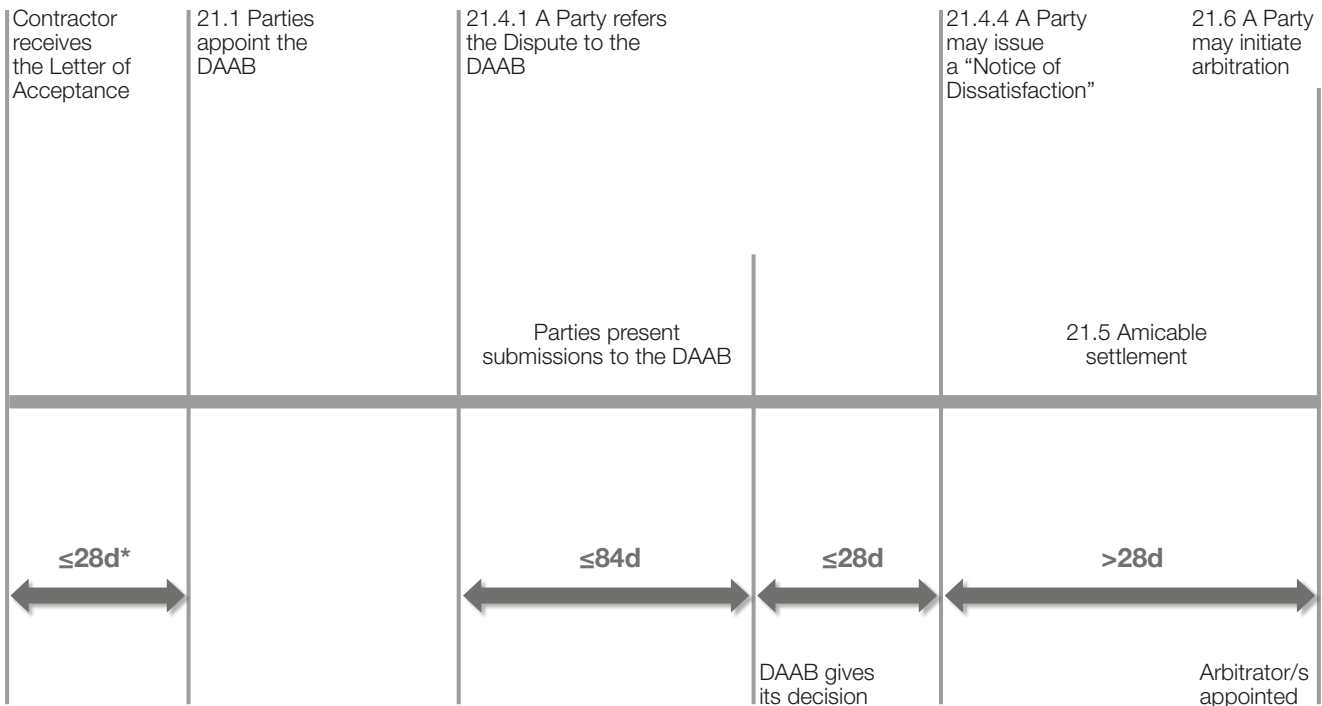 Contractor
receives
the Letter of
Acceptance
21.1 Parties
appoint the
DAAB
21.4.1 A Party refers
the Dispute to the
DAAB
21.4.4 A Party
may issue
a “Notice of
Dissatisfaction”
21.6 A Party
may initiate
arbitration
Parties present
submissions to the DAAB
21.5 Amicable
settlement
≤28d*
≤84d
≤28d
>28d
DAAB gives
its decision
Arbitrator/s
appointed